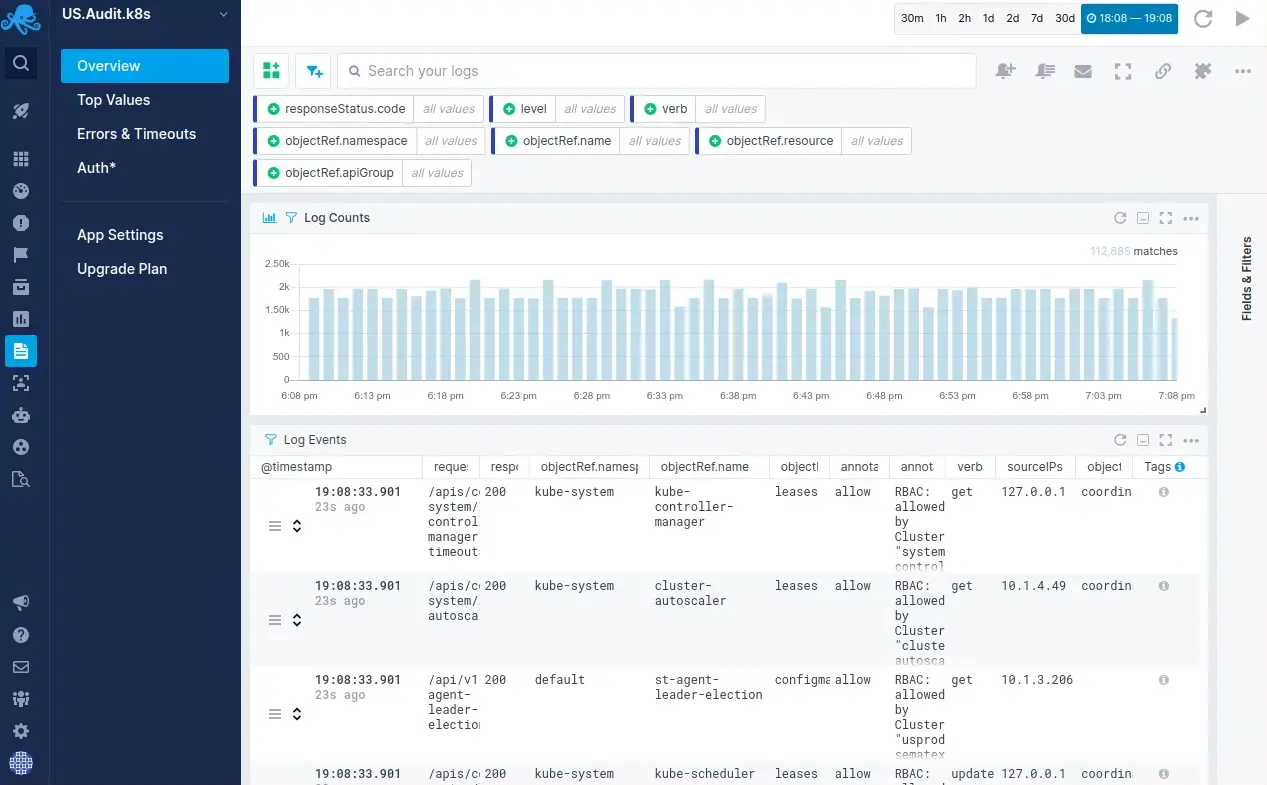 US.Audit.k8s
Overview
Top Values
Errors & Timeouts
Auth*
App Settings
Upgrade Plan
30m 1h 2h 1d 2d 7d 30d 18:08 — 19:08
Search your logs
responseStatus.code all values level all values verb all values
objectRef.namespace all values objectRef.name all values objectRef.resource all values
objectRef.apiGroup all values
Fields & Filters
Log Counts
112,885 matches
2.50k
2k
1.50k
1k
500
0
6:08 pm 6:13 pm 6:18 pm 6:23 pm 6:28 pm 6:33 pm 6:38 pm 6:43 pm 6:48 pm 6:53 pm 6:58 pm 7:03 pm 7:08 pm
Log Events
@timestamp reque respo objectRef.namesp objectRef.name objectl annota annot verb sourceIPs object Tags
19:08:33.901 /apis/co 200 kube-system kube- leases allow RBAC: get 127.0.0.1 coordin
23s ago system/ controller- allowed
control manager by
manager Cluster
timeout "system
control
19:08:33.901 /apis/co 200 kube-system cluster- leases allow RBAC: get 10.1.4.49 coordin
23s ago system/ autoscaler allowed
autosca by
Cluster
"cluste
autosca
19:08:33.901 /api/v1 200 default st-agent- configma allow RBAC: get 10.1.3.206
23s ago agent- leader-election allowed
leader- by
electio Cluster
"usprod
sematex
19:08:33.901 /apis/co 200 kube-system kube-scheduler leases allow RBAC: update 127.0.0.1 coordin